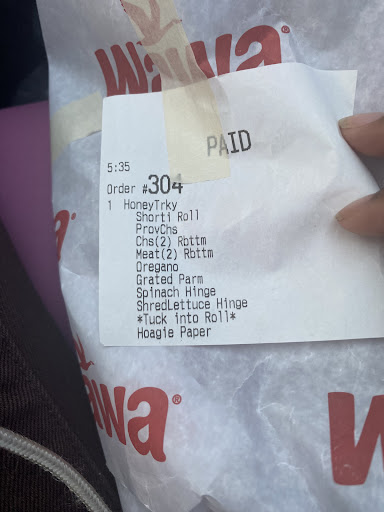 Wawa®
PAID
5:35
Order #304
1 HoneyTrky
Shorti Roll
ProvChs
Chs(2) Rbttm
Meat(2) Rbttm
Oregano
Grated Parm
Spinach Hinge
ShredLettuce Hinge
*Tuck into Roll*
Hoagie Paper
Wawa®